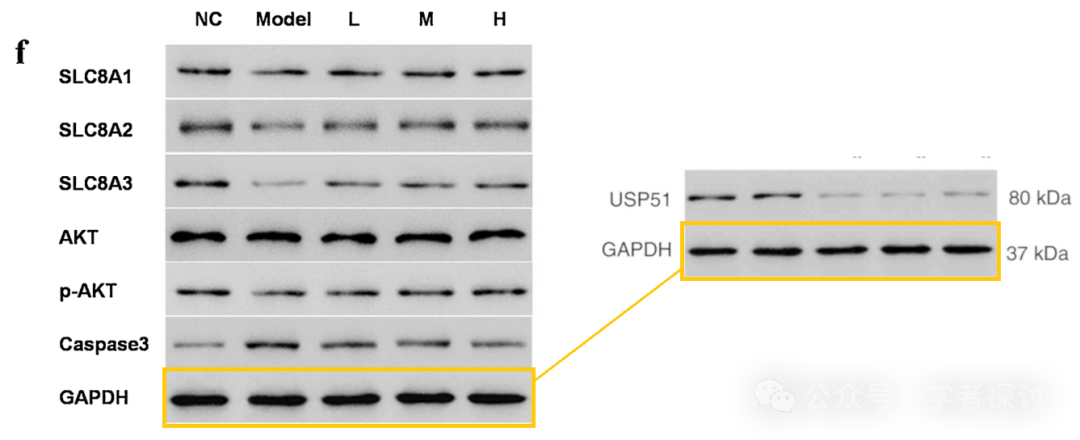 f
NC Model L M H
SLC8A1
SLC8A2
SLC8A3
AKT
p-AKT
Caspase3
GAPDH
USP51 80 kDa
GAPDH 37 kDa
公众号 学者探讨